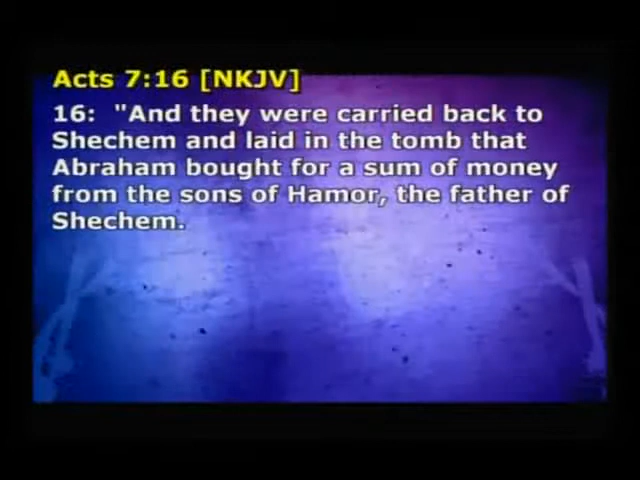 Acts 7:16 [NKJV]
16:  "And they were carried back to
Shechem and laid in the tomb that
Abraham bought for a sum of money
from the sons of Hamor, the father of
Shechem.